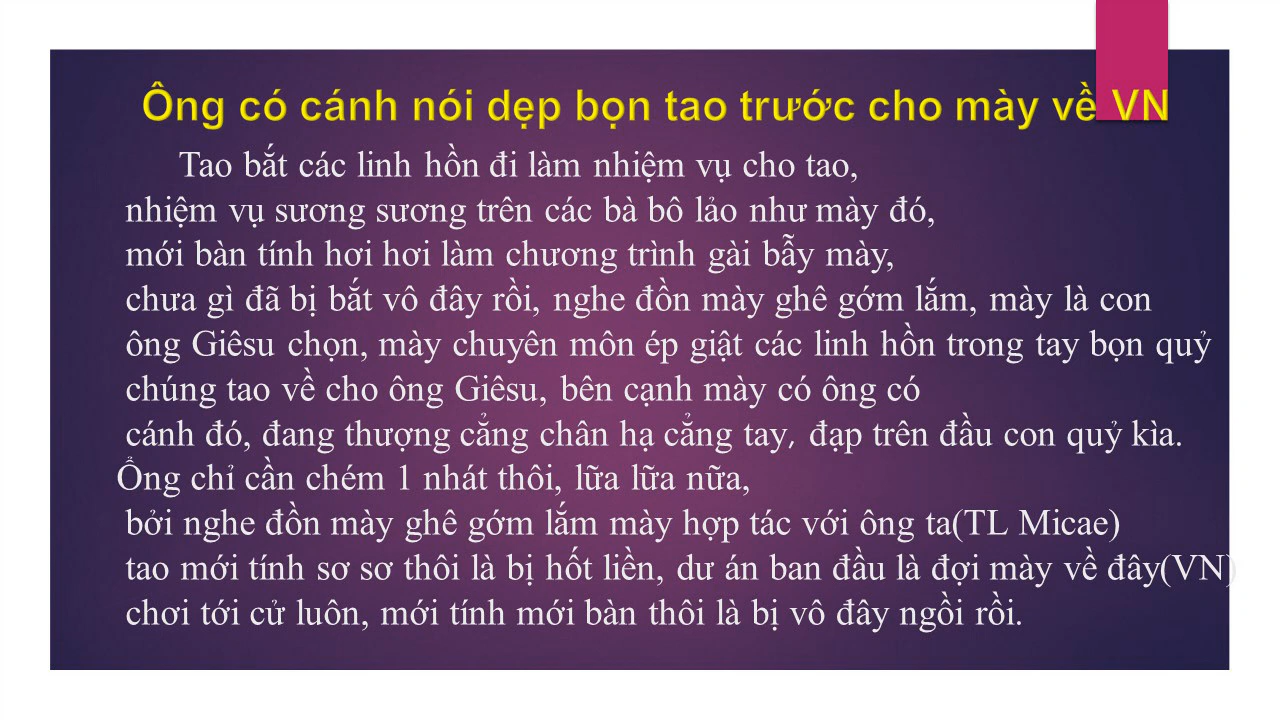 Ông có cánh nói dẹp bọn tao trước cho mày về VN
Tao bắt các linh hồn đi làm nhiệm vụ cho tao,
nhiệm vụ sương sương trên các bà bô lảo như mày đó,
mới bàn tính hơi hơi làm chương trình gài bẫy mày,
chưa gì đã bị bắt vô đây rồi, nghe đồn mày ghê gớm lắm, mày là con
ông Giêsu chọn, mày chuyên môn ép giật các linh hồn trong tay bọn quỷ
chúng tao về cho ông Giêsu, bên cạnh mày có ông có
cánh đó, đang thượng cẳng chân hạ cẳng tay, đạp trên đầu con quỷ kìa.
Ổng chỉ cần chém 1 nhát thôi, lữa lữa nữa,
bởi nghe đồn mày ghê gớm lắm mày hợp tác với ông ta(TL Micae)
tao mới tính sơ sơ thôi là bị hốt liền, dư án ban đầu là đợi mày về đây(VN)
chơi tới cử luôn, mới tính mới bàn thôi là bị vô đây ngồi rồi.